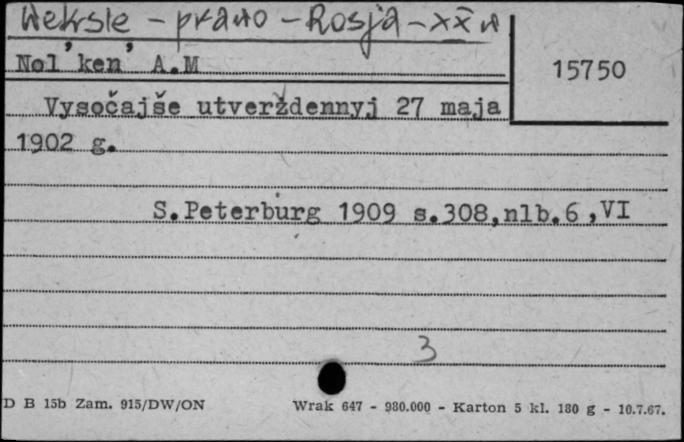 Weksle - prawo - Rosja - XX w
Nol'ken' A.M
15750
Vysočajše utverždennyj 27 maja
1902 g.
S.Peterburg 1909 s.308,nlb.6,VI
3
D B 15b Zam. 915/DW/ON Wrak 647 - 980.000 - Karton 5 kl. 180 g - 10.7.67.